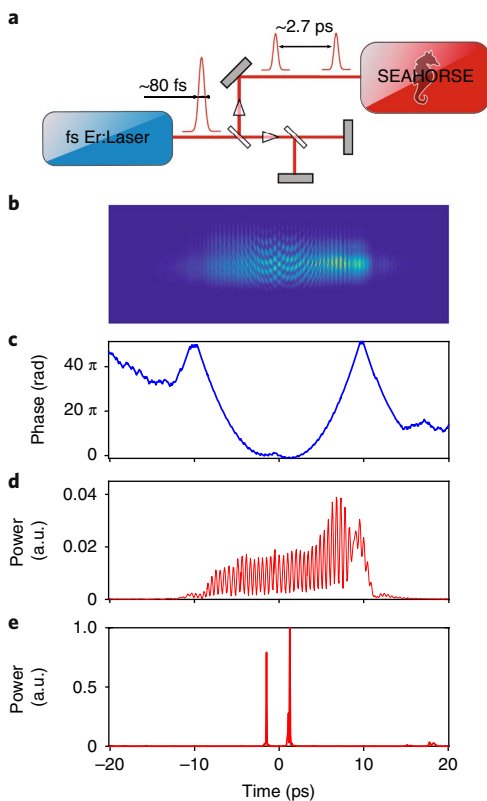 a
~2.7 ps
~80 fs
SEAHORSE
fs Er:Laser
b
c
Phase (rad)
40 π
20 π
0
d
Power
(a.u.)
0.04
0.02
0
e
Power
(a.u.)
1.0
0.5
0
–20
–10
0
10
20
Time (ps)